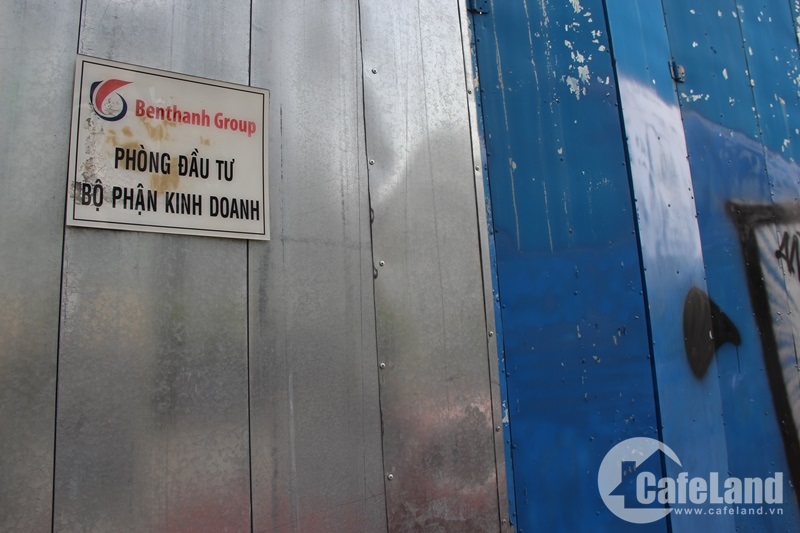 Benthanh Group
PHÒNG ĐẦU TƯ
BỘ PHẬN KINH DOANH
CafeLand
www.cafeland.vn